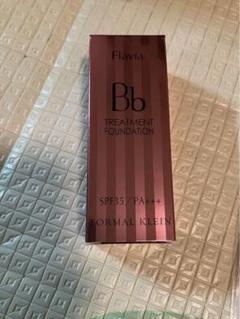 Flavia
Bb
TREATMENT
FOUNDATION
SPF35/PA+++
FORMAL KLEIN